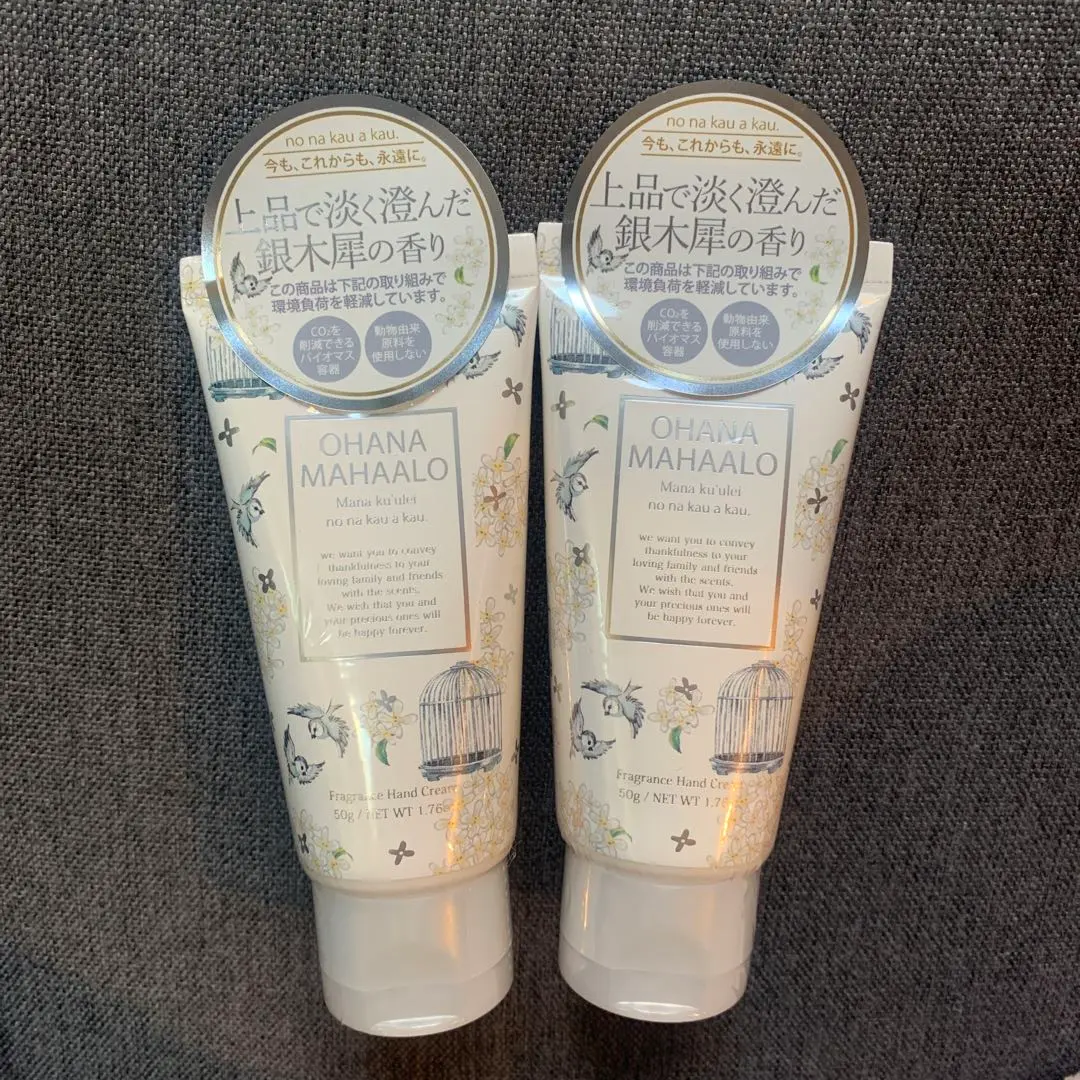 no na kau a kau.
今も、これからも、永遠に。
上品で淡く澄んだ
銀木犀の香り
この商品は下記の取り組みで
環境負荷を軽減しています。
CO₂を
削減できる
バイオマス
容器
動物由来
原料を
使用しない
OHANA
MAHAALO
Mana ku'ulei
no na kau a kau.
we want you to convey
thankfulness to your
loving family and friends
with the scents.
We wish that you and
your precious ones will
be happy forever.
Fragrance Hand Cream
50g / NET WT 1.76
no na kau a kau.
今も、これからも、永遠に。
上品で淡く澄んだ
銀木犀の香り
この商品は下記の取り組みで
環境負荷を軽減しています。
CO₂を
削減できる
バイオマス
容器
動物由来
原料を
使用しない
OHANA
MAHAALO
Mana ku'ulei
no na kau a kau.
we want you to convey
thankfulness to your
loving family and friends
with the scents.
We wish that you and
your precious ones will
be happy forever.
Fragrance Hand Cream
50g / NET WT